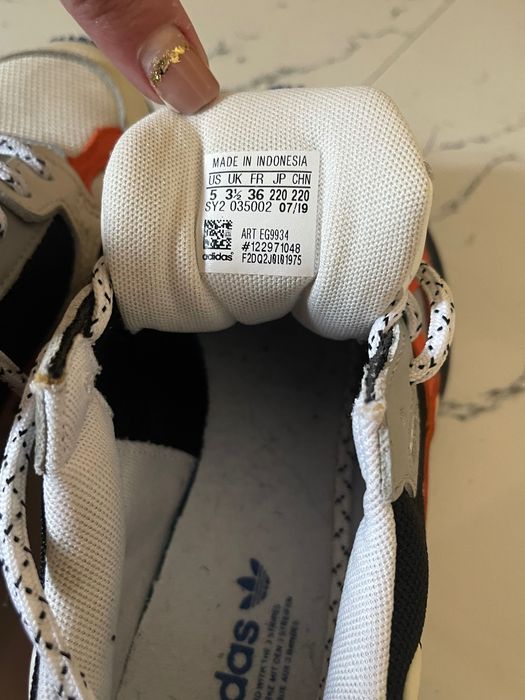 MADE IN INDONESIA
US UK FR JP CHN
5 3½ 36 220 220
SY2 035002 07/19
ART EG9934
#122971048
adidas. F2DQ2J0101975
das